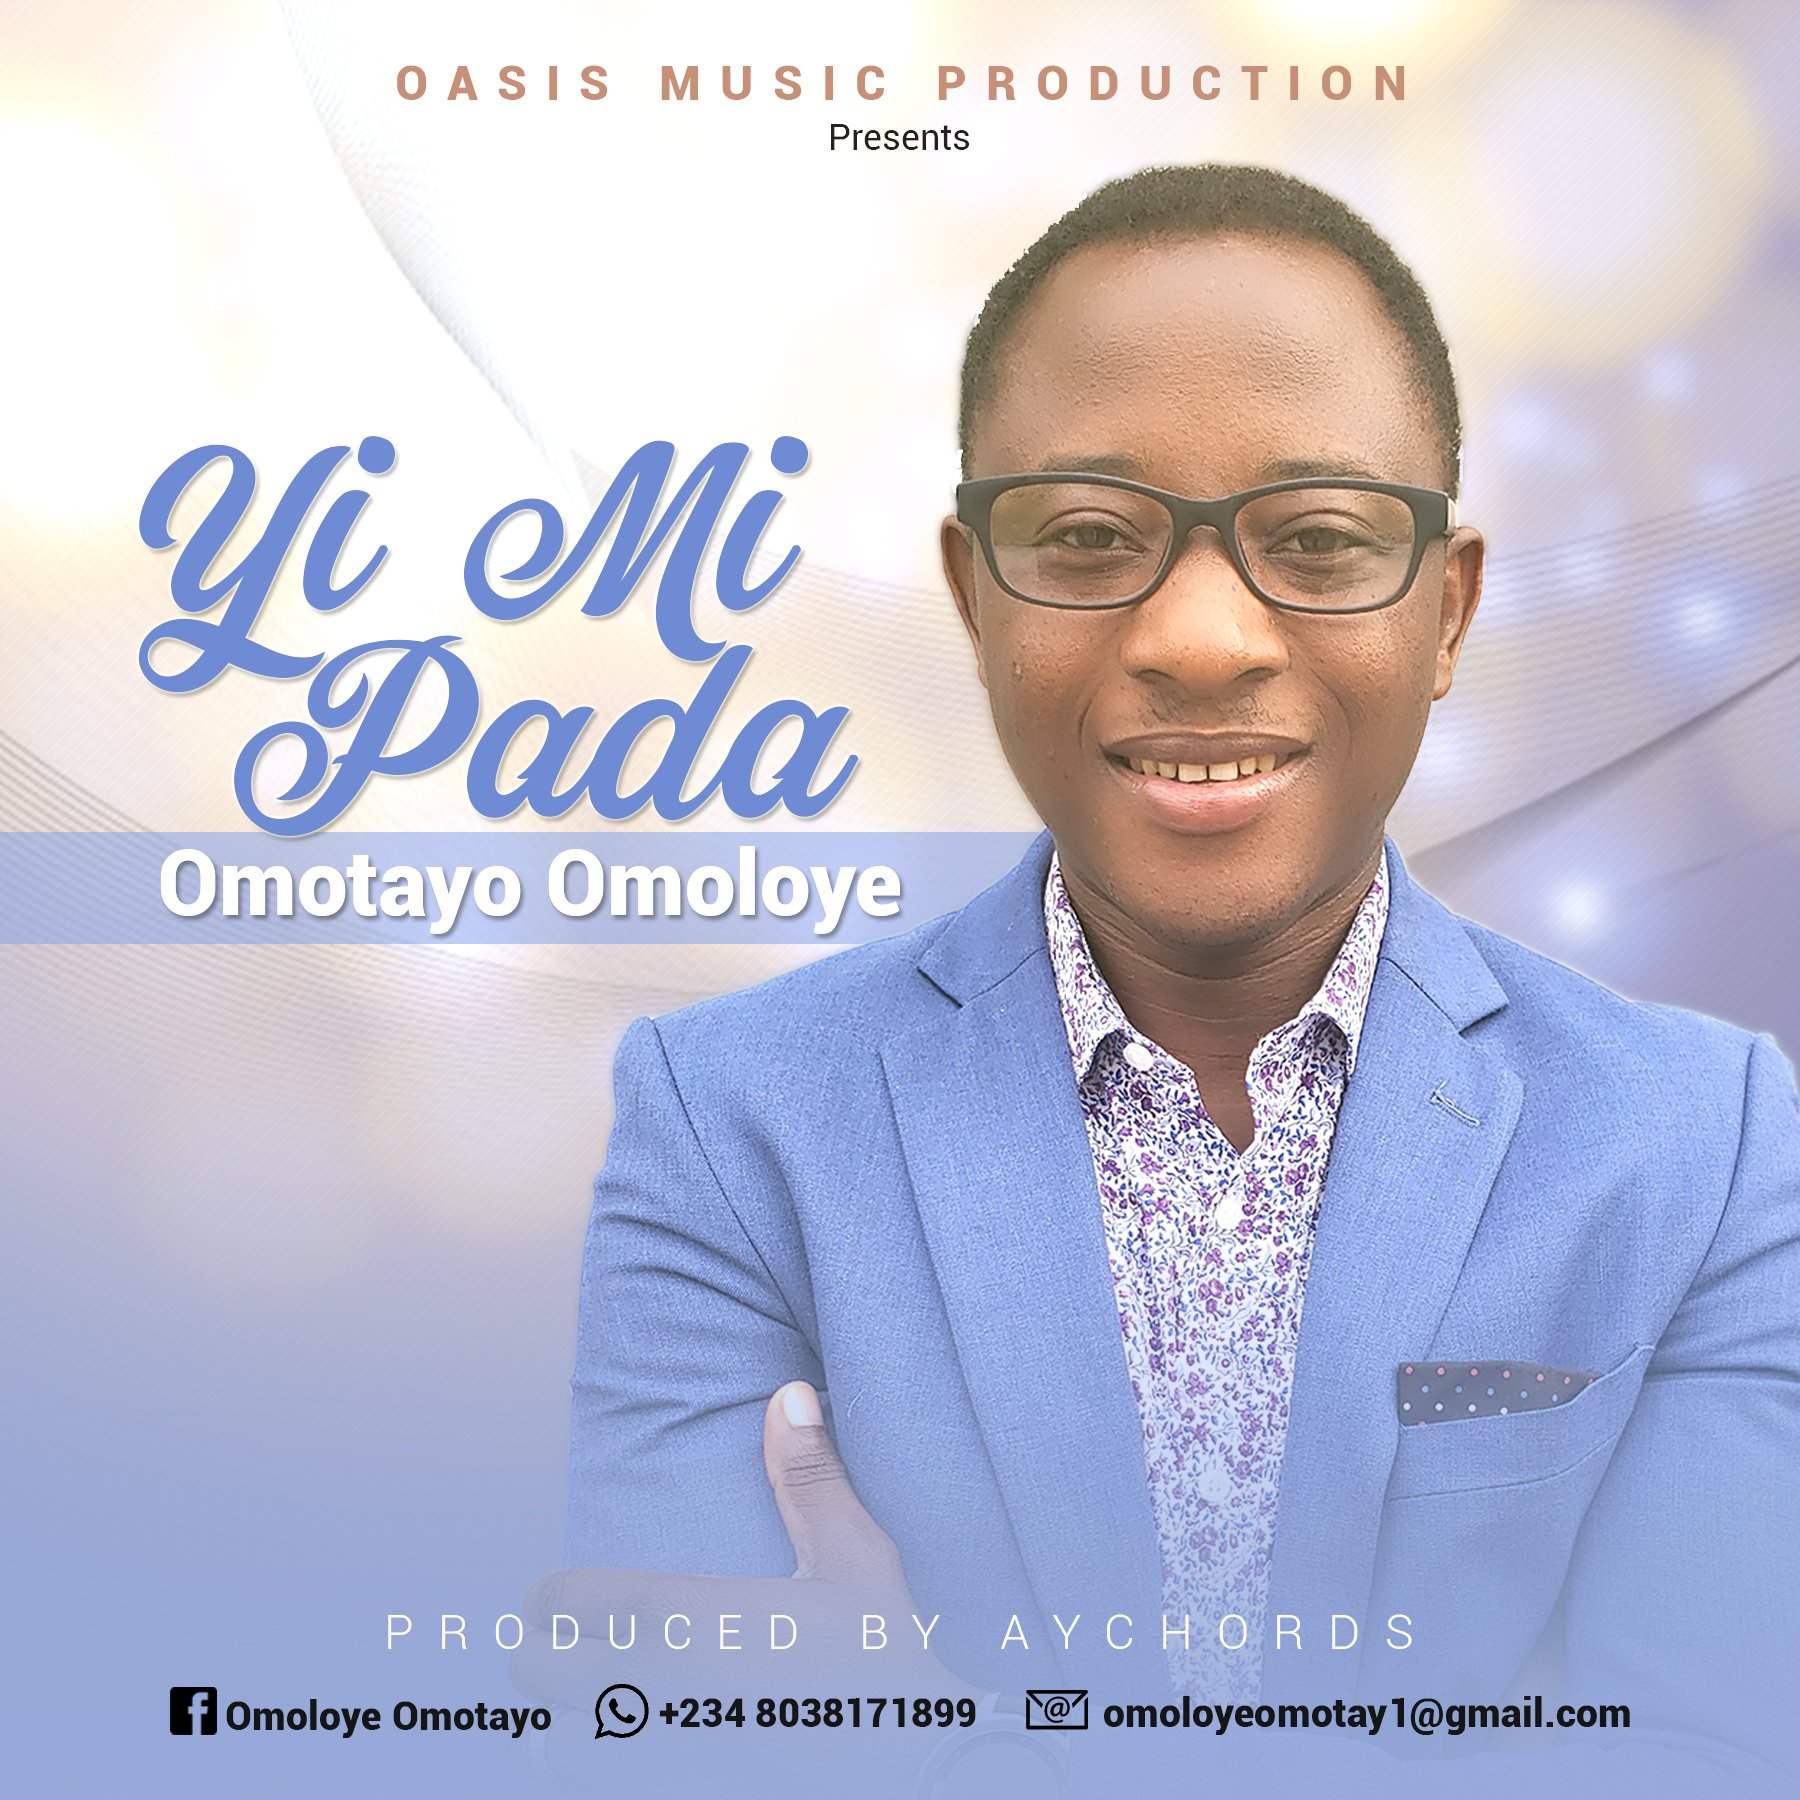 OASIS MUSIC PRODUCTION
Presents
Yi Mi
Pada
Omotayo Omoloye
PRODUCED BY AYCHORDS
Omoloye Omotayo +234 8038171899 omoloyeomotay1@gmail.com